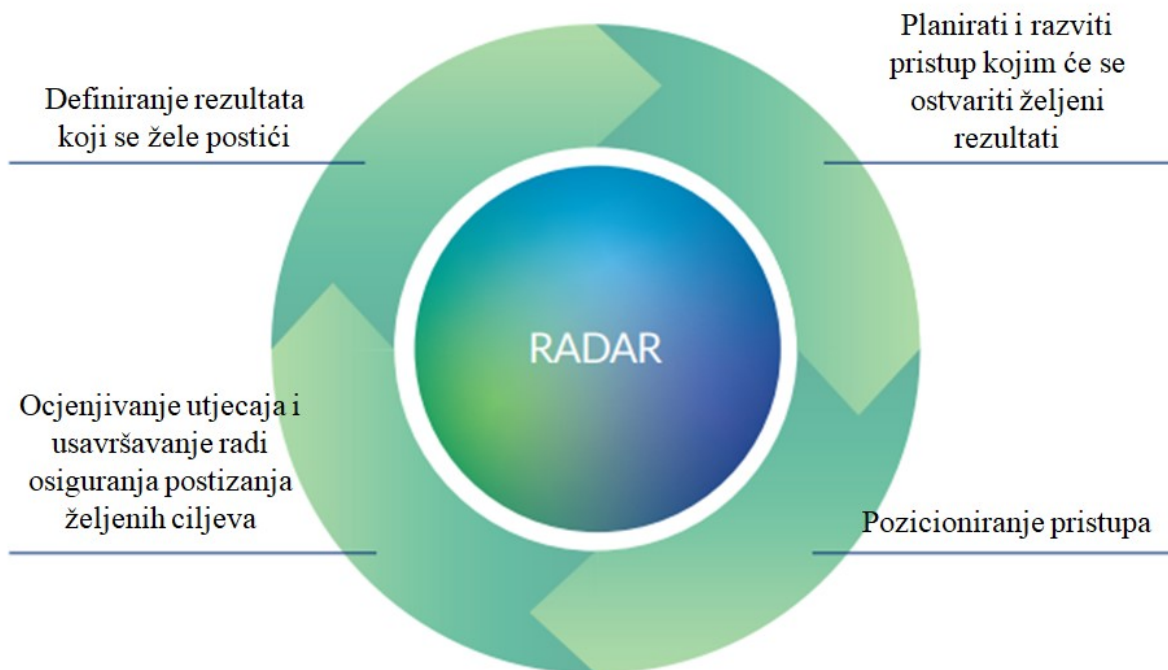 Definiranje rezultata
koji se žele postići
Planirati i razviti
pristup kojim će se
ostvariti željeni
rezultati
RADAR
Ocjenjivanje utjecaja i
usavršavanje radi
osiguranja postizanja
željenih ciljeva
Pozicioniranje pristupa